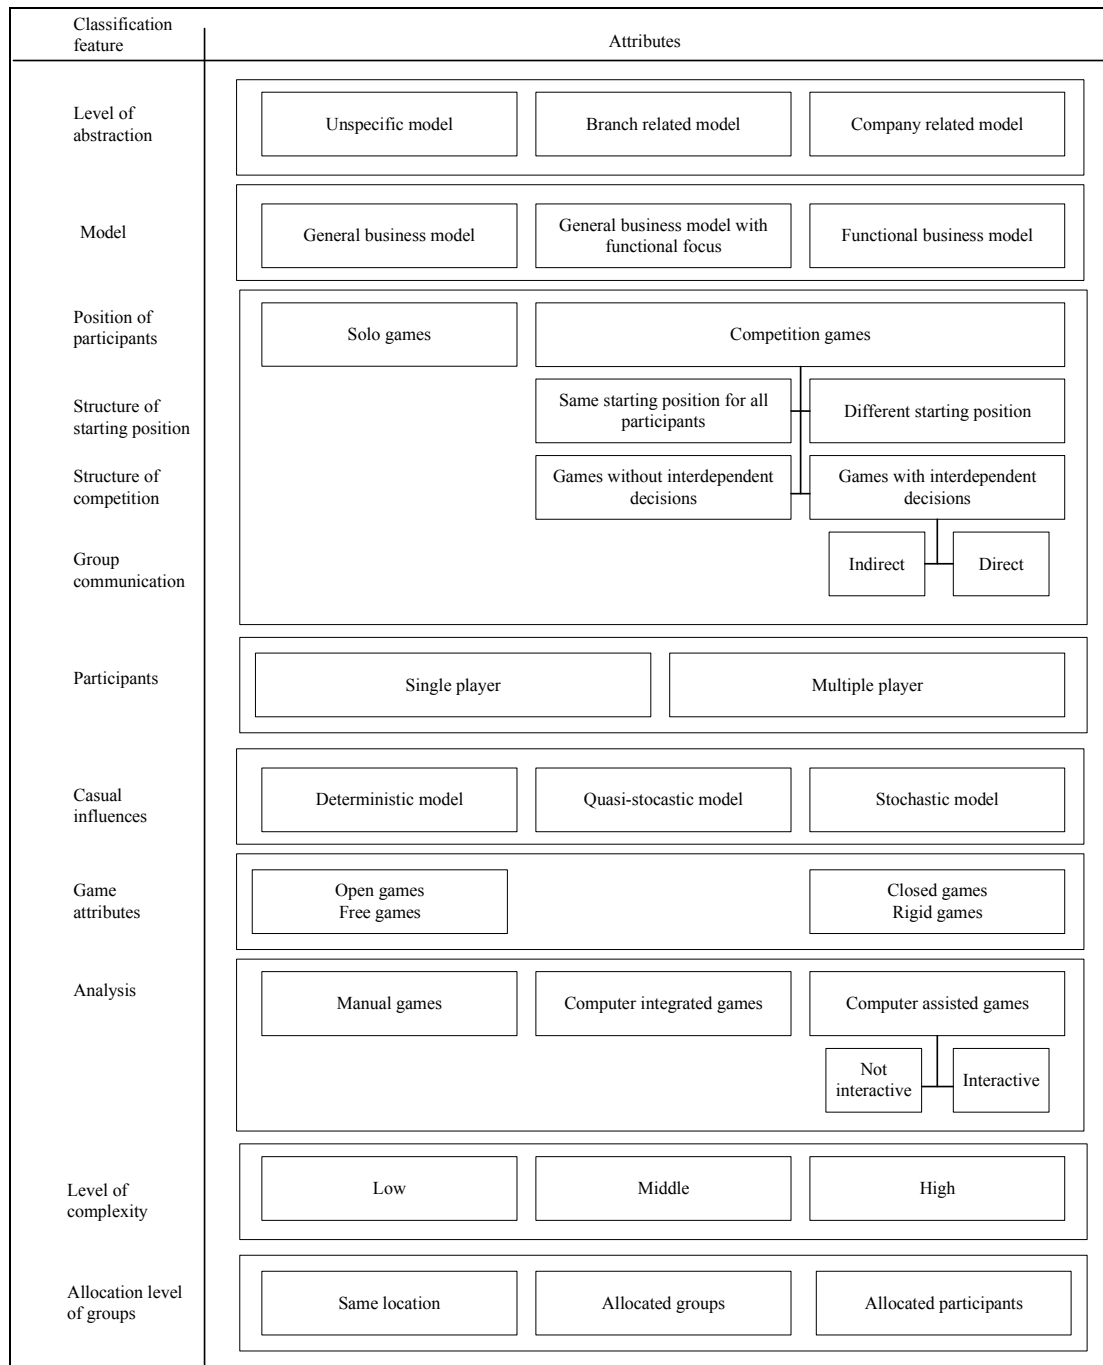 Classification
feature
Attributes
Level of
abstraction
Unspecific model
Branch related model
Company related model
Model
General business model
General business model with
functional focus
Functional business model
Position of
participants
Solo games
Competition games
Structure of
starting position
Same starting position for all
participants
Different starting position
Structure of
competition
Games without interdependent
decisions
Games with interdependent
decisions
Group
communication
Indirect
Direct
Participants
Single player
Multiple player
Casual
influences
Deterministic model
Quasi-stocastic model
Stochastic model
Game
attributes
Open games
Free games
Closed games
Rigid games
Analysis
Manual games
Computer integrated games
Computer assisted games
Not
interactive
Interactive
Level of
complexity
Low
Middle
High
Allocation level
of groups
Same location
Allocated groups
Allocated participants